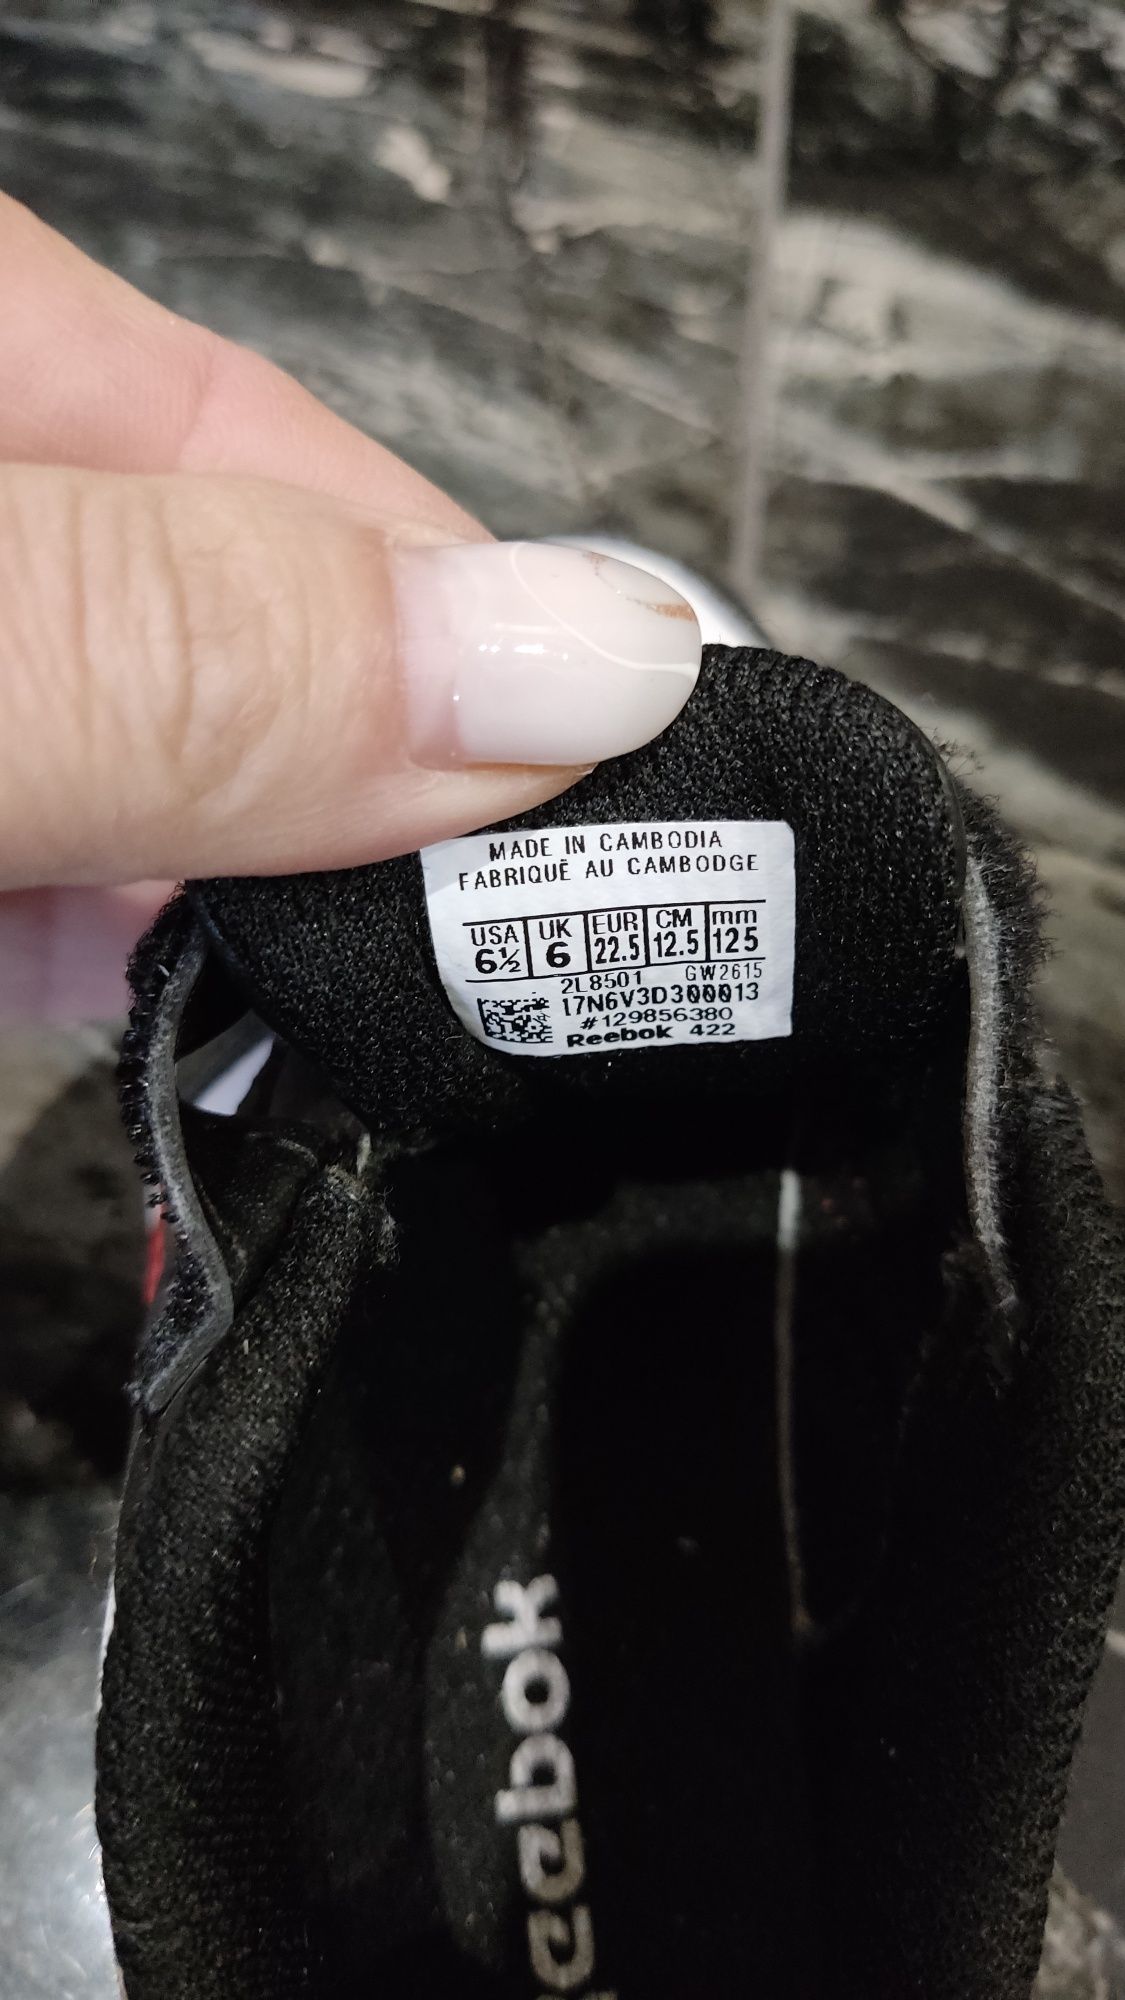 MADE IN CAMBODIA
FABRIQUÉ AU CAMBODGE
USA UK EUR CM mm
6½ 6 22.5 12.5 125
2L8501 GW2615
I7N6V3D300013
#129856380
Reebok 422
Reebok